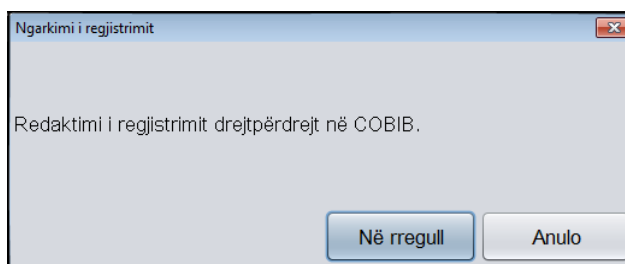 Ngarkimi i regjistrimit
Redaktimi i regjistrimit drejtpërdrejt në COBIB.
Në rregull
Anulo